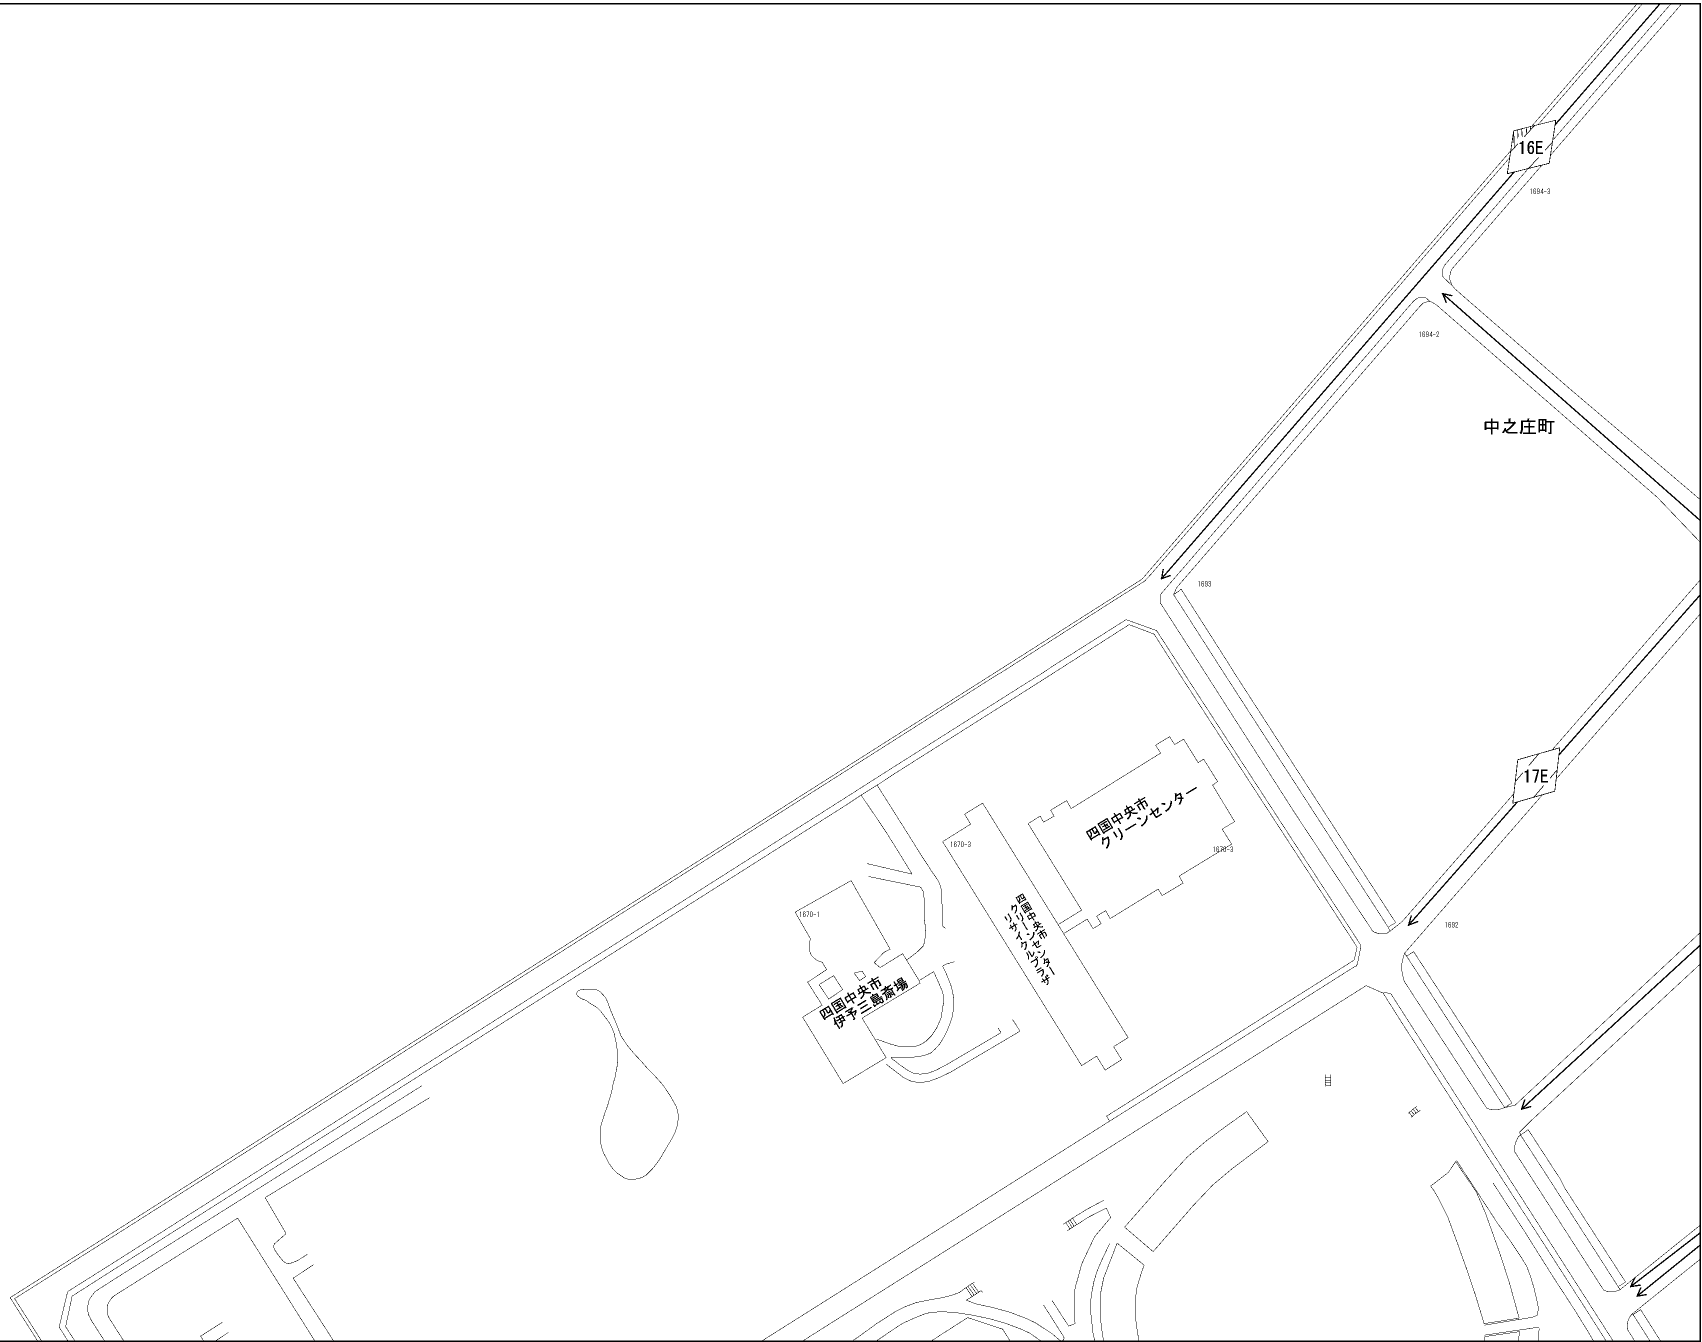 16E
1694-3
1694-2
中之庄町
1693
17E
四国中央市
クリーンセンター
1670-3
1670-3
四国中央市
クリーンセンター
リサイクルプラザ
1670-1
1692
四国中央市
伊予三島斎場